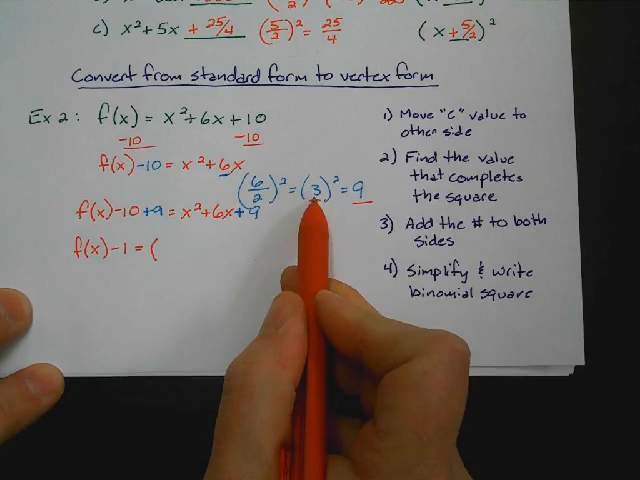 c) x² + 5x + 25/4 (5/2)² = 25/4 (x + 5/2)²
Convert from standard form to vertex form
Ex 2: f(x) = x² + 6x + 10
-10 -10
f(x) - 10 = x² + 6x
(6/2)² = (3)² = 9
f(x) - 10 + 9 = x² + 6x + 9
f(x) - 1 = (
1) Move "c" value to
other side
2) Find the value
that completes
the square
3) Add the # to both
sides
4) Simplify & write
binomial square